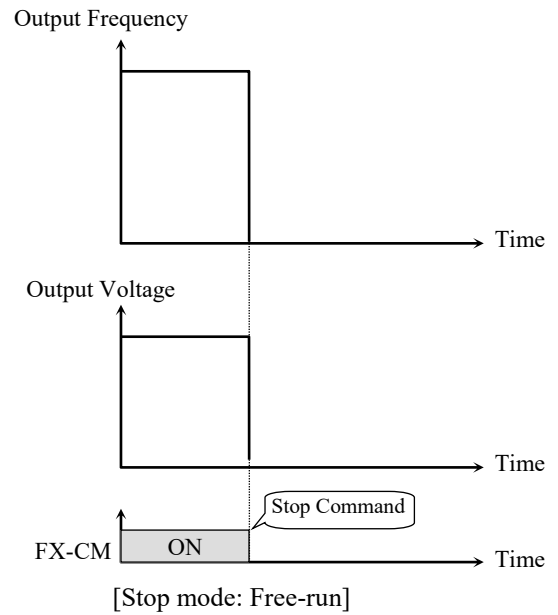 Output Frequency
Time
Output Voltage
Time
Stop Command
FX-CM
ON
Time
[Stop mode: Free-run]